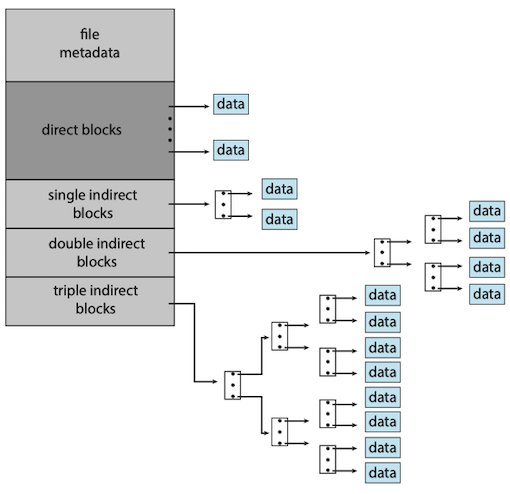 file
metadata
direct blocks
data
data
single indirect
blocks
data
data
double indirect
blocks
data
data
data
data
triple indirect
blocks
data
data
data
data
data
data
data
data